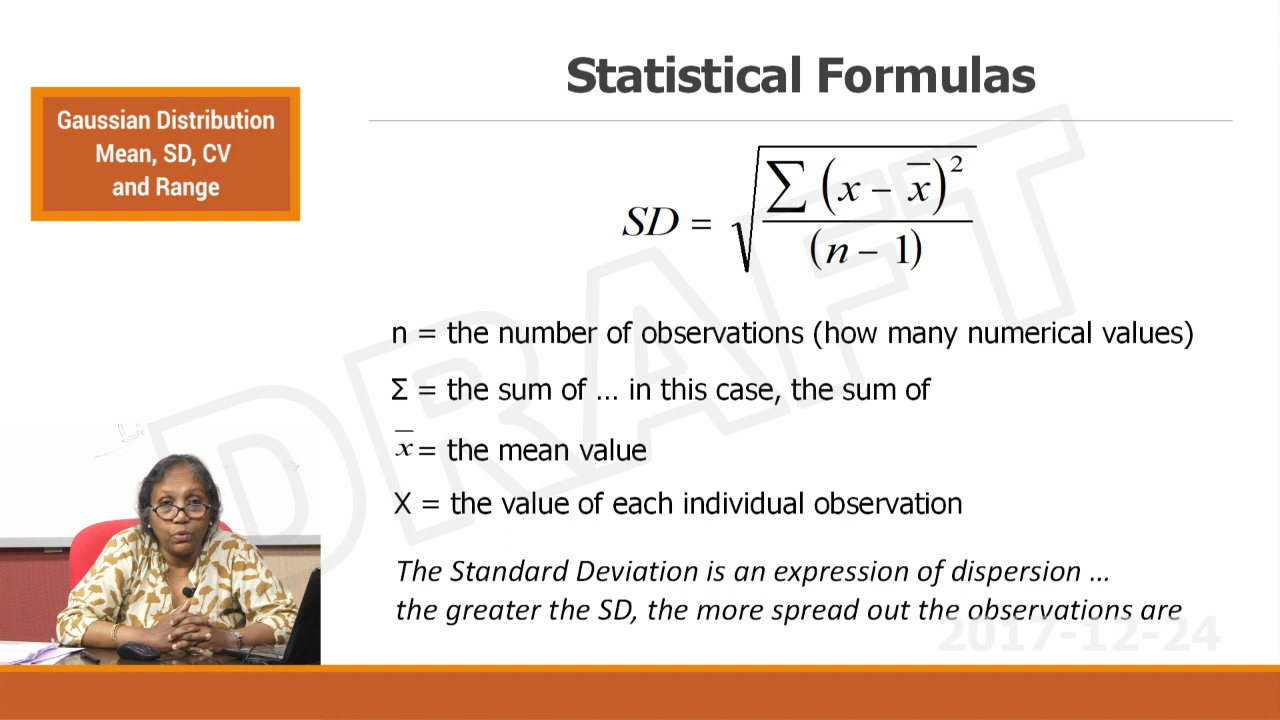 Statistical Formulas
Gaussian Distribution
Mean, SD, CV
and Range
SD = √(∑(x − x̅)² / (n − 1))
n = the number of observations (how many numerical values)
Σ = the sum of ... in this case, the sum of
x̅ = the mean value
X = the value of each individual observation
The Standard Deviation is an expression of dispersion ...
the greater the SD, the more spread out the observations are
DRAFT
2017-12-24